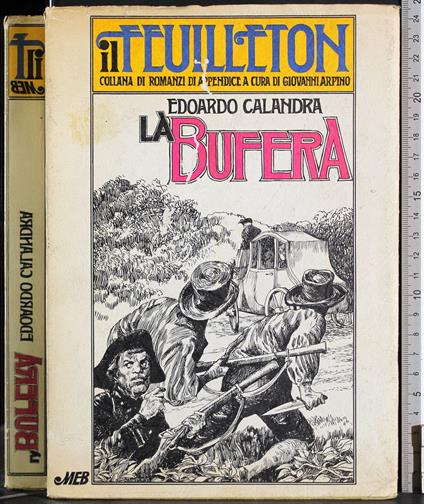 il FEUILLETON
COLLANA DI ROMANZI DI APPENDICE A CURA DI GIOVANNI ARPINO
EDOARDO CALANDRA
LA BUFERA
MEB
MEB
EDOARDO CALANDRA
LA BUFERA